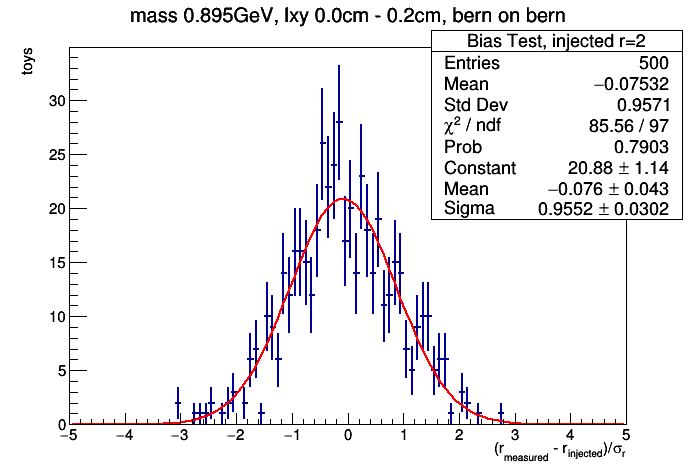 mass 0.895GeV, lxy 0.0cm - 0.2cm, bern on bern
toys
Bias Test, injected r=2
Entries 500
Mean −0.07532
Std Dev 0.9571
χ² / ndf 85.56 / 97
Prob 0.7903
Constant 20.88 ± 1.14
Mean −0.076 ± 0.043
Sigma 0.9552 ± 0.0302
30
25
20
15
10
5
0
−5 −4 −3 −2 −1 0 1 2 3 4 5
(r_measured - r_injected)/σ_r